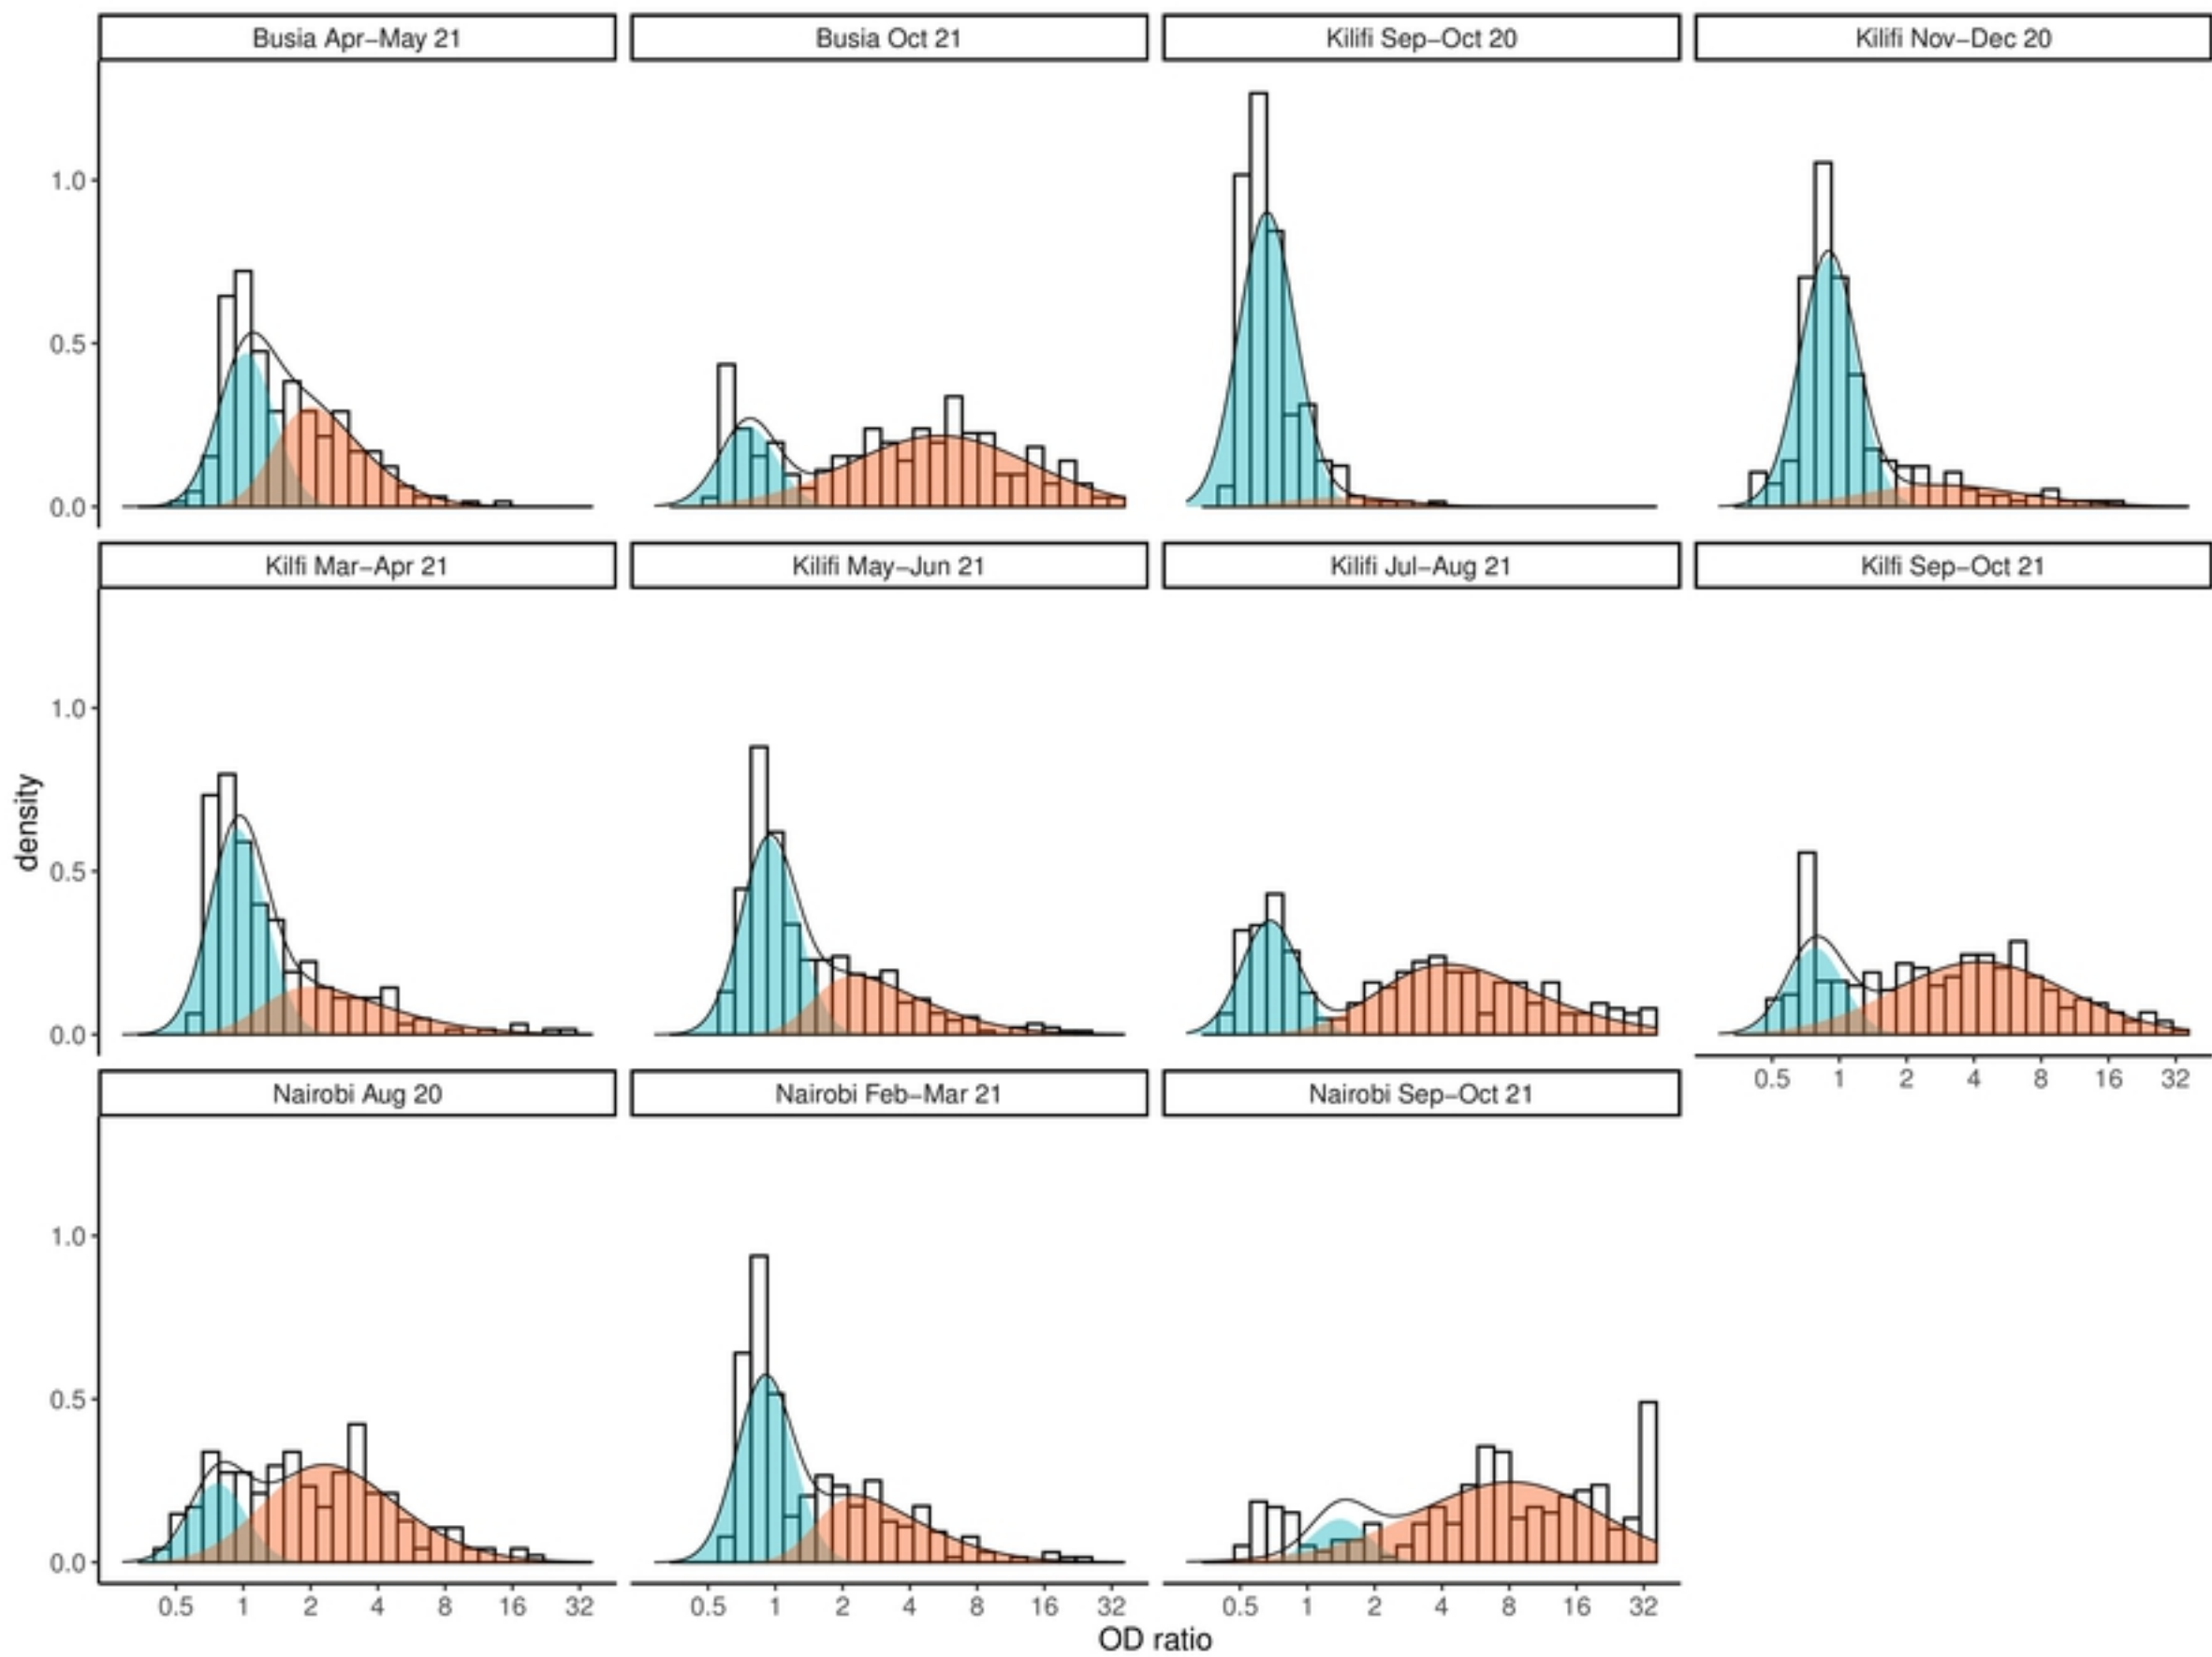 Busia Apr–May 21
Busia Oct 21
Kilifi Sep–Oct 20
Kilifi Nov–Dec 20
1.0
0.5
0.0
Kilfi Mar–Apr 21
Kilifi May–Jun 21
Kilifi Jul–Aug 21
Kilfi Sep–Oct 21
density
1.0
0.5
0.0
0.5 1 2 4 8 16 32
Nairobi Aug 20
Nairobi Feb–Mar 21
Nairobi Sep–Oct 21
1.0
0.5
0.0
0.5 1 2 4 8 16 32
0.5 1 2 4 8 16 32
0.5 1 2 4 8 16 32
OD ratio